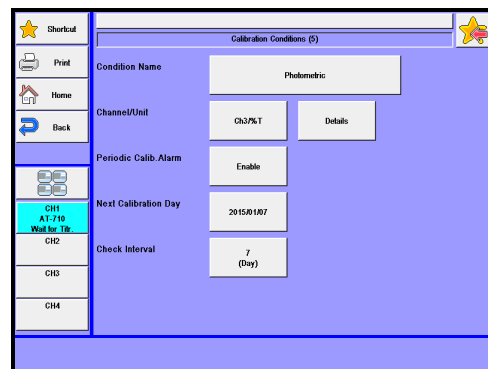 Shortcut
Print
Home
Back
CH1
AT-710
Wait for Titr.
CH2
CH3
CH4
Calibration Conditions (5)
Condition Name
Photometric
Channel/Unit
Ch3/%T
Details
Periodic Calib.Alarm
Enable
Next Calibration Day
2015/01/07
Check Interval
7
(Day)